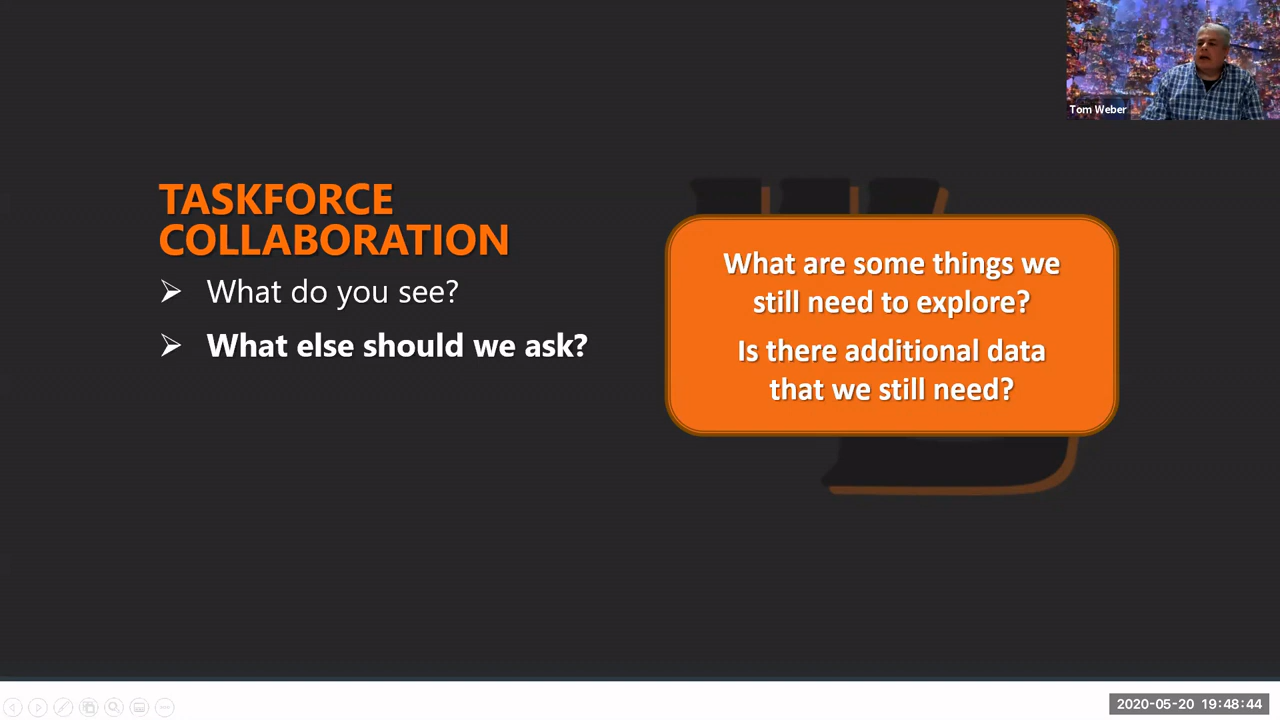 Tom Weber
TASKFORCE
COLLABORATION
What do you see?
What else should we ask?
What are some things we
still need to explore?
Is there additional data
that we still need?
2020-05-20 19:48:44